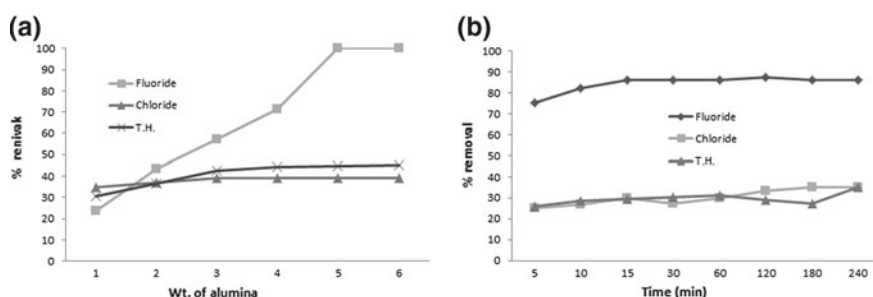 (a)
100
90
80
70
60
50
40
30
20
10
0
% renivak
Fluoride
Chloride
T.H.
1 2 3 4 5 6
Wt. of alumina
(b)
100
90
80
70
60
50
40
30
20
10
0
% removal
Fluoride
Chloride
T.H.
5 10 15 30 60 120 180 240
Time (min)